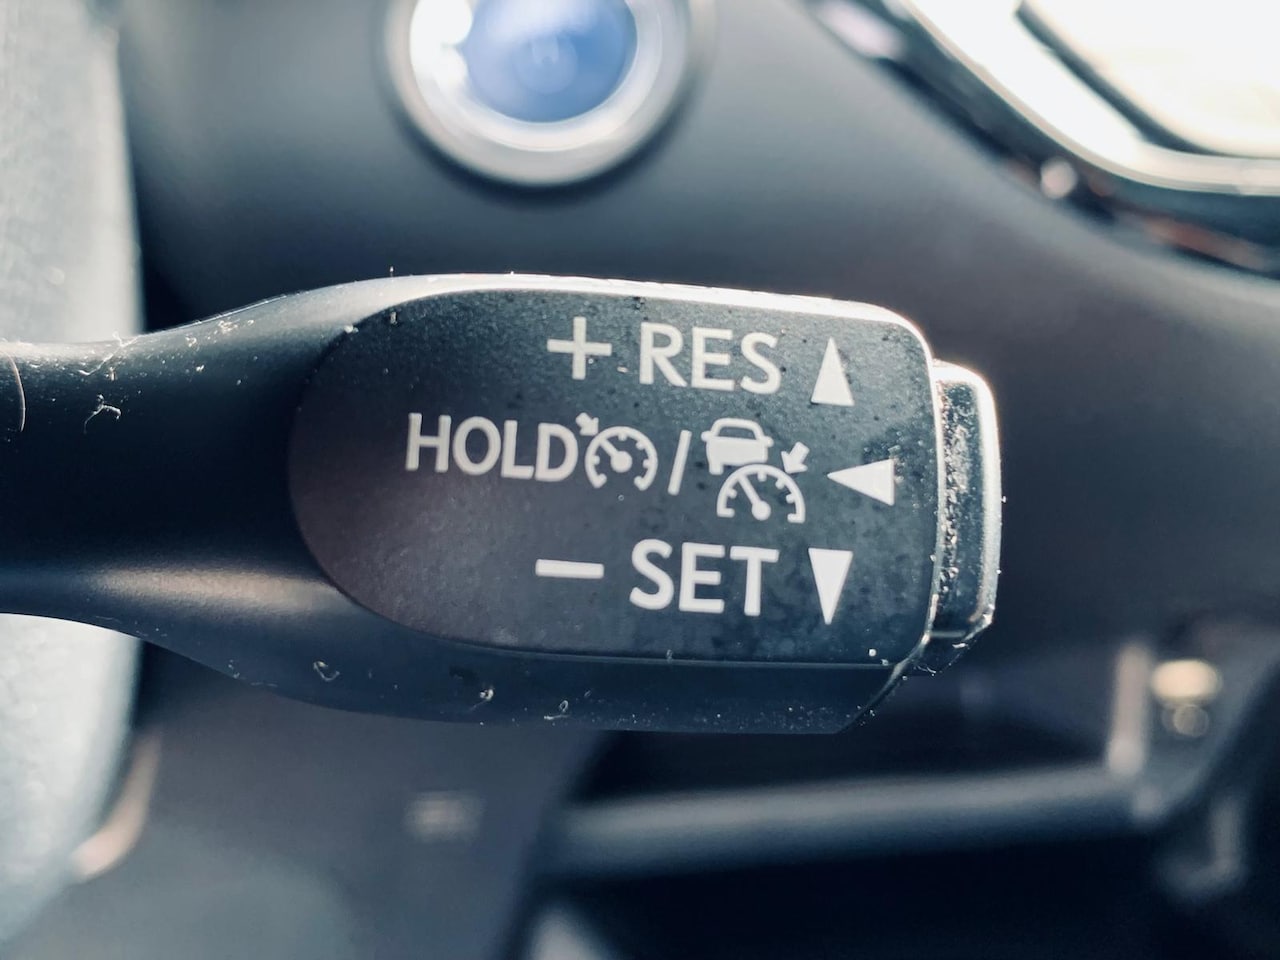 + RES
HOLD /
− SET